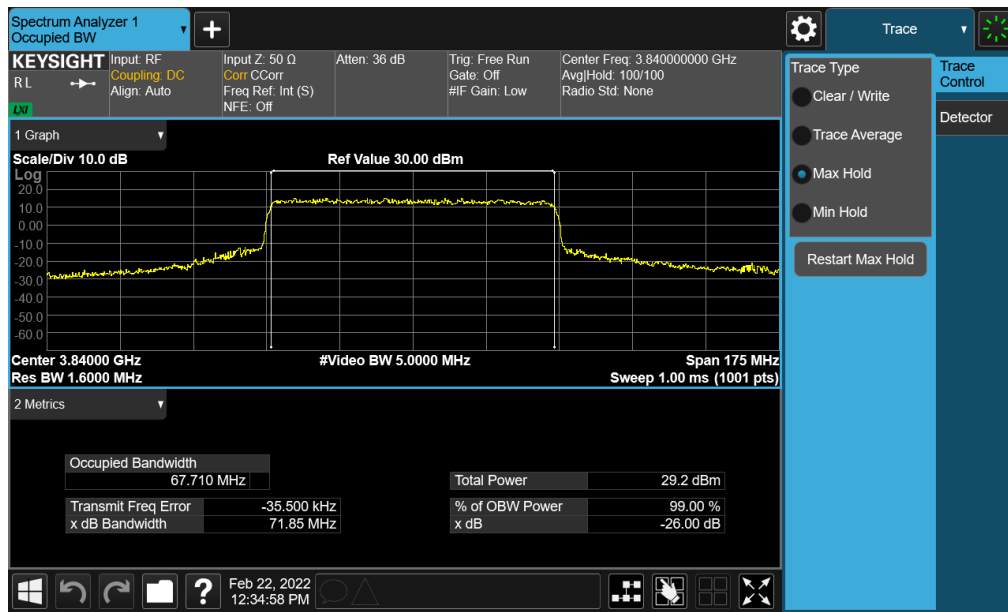 Spectrum Analyzer 1
Occupied BW
Trace
KEYSIGHT
R L
LXI
Input: RF
Coupling: DC
Align: Auto
Input Z: 50 Ω
Corr CCorr
Freq Ref: Int (S)
NFE: Off
Atten: 36 dB
Trig: Free Run
Gate: Off
#IF Gain: Low
Center Freq: 3.840000000 GHz
Avg|Hold: 100/100
Radio Std: None
1 Graph
Scale/Div 10.0 dB
Ref Value 30.00 dBm
Log
20.0
10.0
0.00
-10.0
-20.0
-30.0
-40.0
-50.0
-60.0
Center 3.84000 GHz
#Video BW 5.0000 MHz
Span 175 MHz
Res BW 1.6000 MHz
Sweep 1.00 ms (1001 pts)
2 Metrics
Occupied Bandwidth
67.710 MHz
Total Power 29.2 dBm
Transmit Freq Error -35.500 kHz
% of OBW Power 99.00 %
x dB Bandwidth 71.85 MHz
x dB -26.00 dB
?
Feb 22, 2022
12:34:58 PM
Trace Type
Clear / Write
Trace Average
Max Hold
Min Hold
Restart Max Hold
Trace
Control
Detector